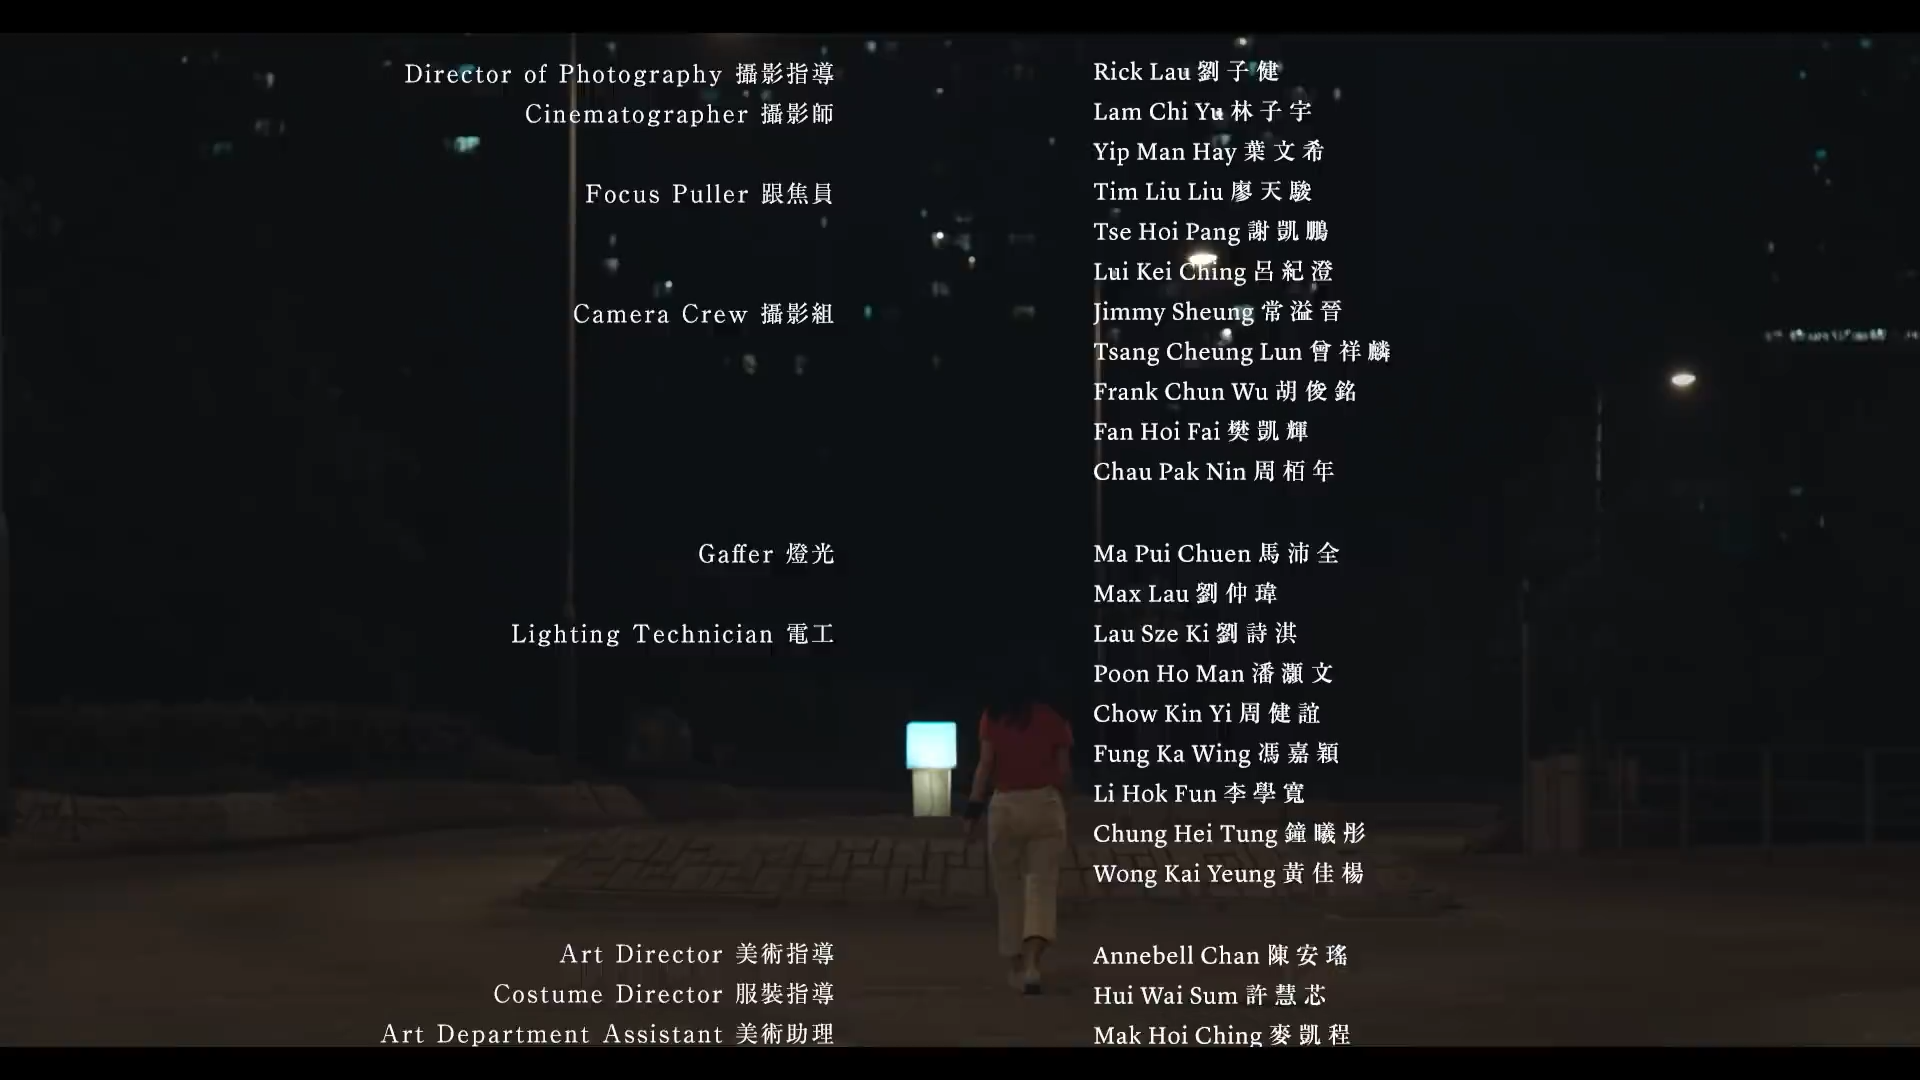 Director of Photography 攝影指導 Rick Lau 劉子健
Cinematographer 攝影師 Lam Chi Yu 林子宇
Yip Man Hay 葉文希
Focus Puller 跟焦員 Tim Liu Liu 廖天駿
Tse Hoi Pang 謝凱鵬
Lui Kei Ching 呂紀澄
Camera Crew 攝影組 Jimmy Sheung 常溢晉
Tsang Cheung Lun 曾祥麟
Frank Chun Wu 胡俊銘
Fan Hoi Fai 樊凱輝
Chau Pak Nin 周栢年
Gaffer 燈光 Ma Pui Chuen 馬沛全
Max Lau 劉仲瑋
Lighting Technician 電工 Lau Sze Ki 劉詩淇
Poon Ho Man 潘灝文
Chow Kin Yi 周健誼
Fung Ka Wing 馮嘉穎
Li Hok Fun 李學寬
Chung Hei Tung 鐘曦彤
Wong Kai Yeung 黃佳楊
Art Director 美術指導 Annebell Chan 陳安瑤
Costume Director 服裝指導 Hui Wai Sum 許慧芯
Art Department Assistant 美術助理 Mak Hoi Ching 麥凱程